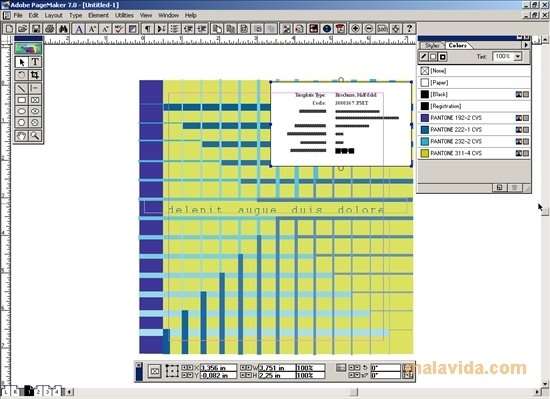 Adobe PageMaker 7.0 - [Untitled-1]
File Edit Layout Type Element Utilities View Window Help
Styles Colors
Tint: 100%
[None]
[Paper]
[Black]
[Registration]
PANTONE 192-2 CVS
PANTONE 222-1 CVS
PANTONE 232-2 CVS
PANTONE 311-4 CVS
T
Template Type: Brochure, Half-fold
Code: J000367.PMT
delenit augue duis dolore
X 3,356 in W 3,751 in 100% 0°
Y -0,082 in H 2,25 in 100% 0°
L R 1 2 3 4
malavida.com